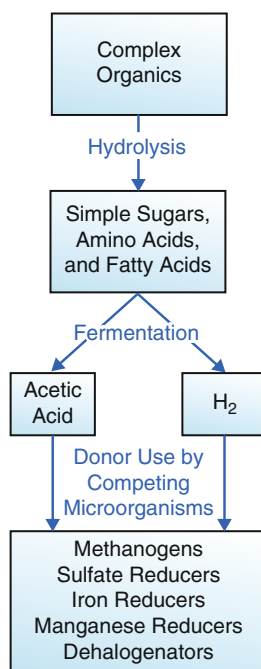 Complex
Organics
Hydrolysis
Simple Sugars,
Amino Acids,
and Fatty Acids
Fermentation
Acetic
Acid
H₂
Donor Use by
Competing
Microorganisms
Methanogens
Sulfate Reducers
Iron Reducers
Manganese Reducers
Dehalogenators